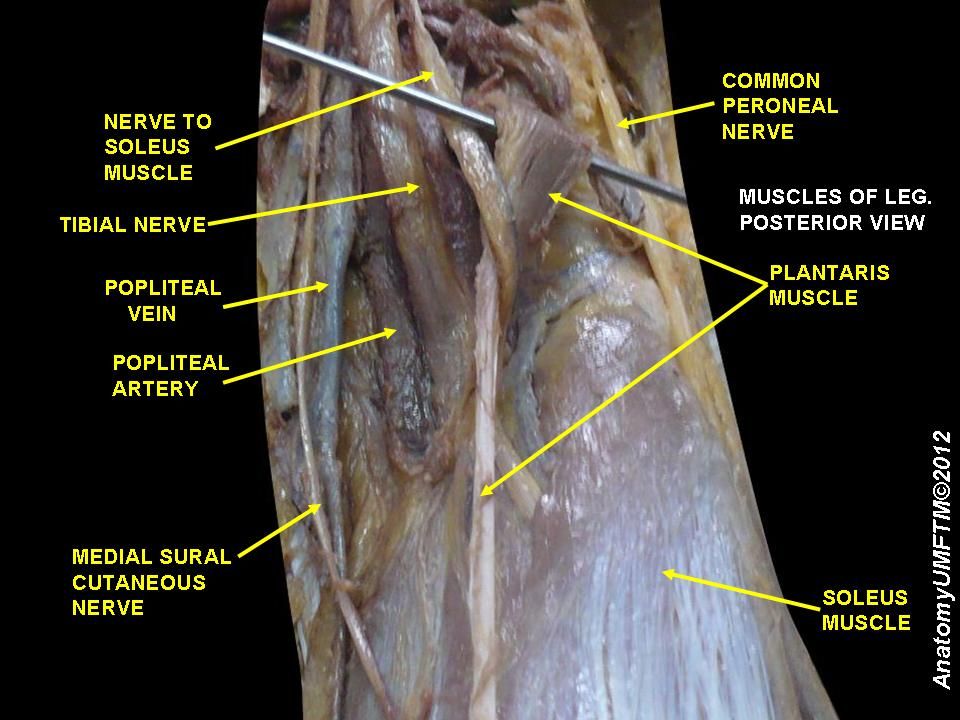 NERVE TO
SOLEUS
MUSCLE
TIBIAL NERVE
POPLITEAL
VEIN
POPLITEAL
ARTERY
MEDIAL SURAL
CUTANEOUS
NERVE
COMMON
PERONEAL
NERVE
MUSCLES OF LEG.
POSTERIOR VIEW
PLANTARIS
MUSCLE
SOLEUS
MUSCLE
AnatomyUMFTM©2012